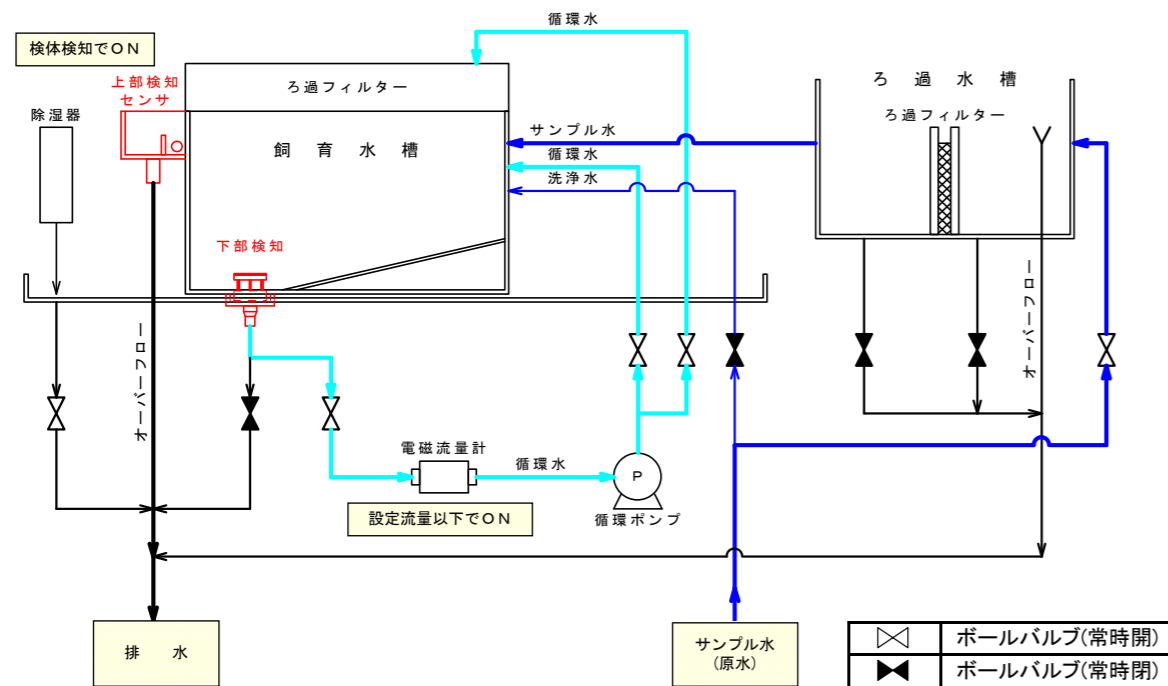 循環水
検体検知でＯＮ
上部検知
センサ
ろ過フィルター
ろ過水槽
ろ過フィルター
除湿器
サンプル水
飼育水槽
循環水
洗浄水
下部検知
オーバーフロー
オーバーフロー
電磁流量計
循環水
P
設定流量以下でＯＮ
循環ポンプ
排水
サンプル水
(原水)
ボールバルブ(常時開)
ボールバルブ(常時閉)